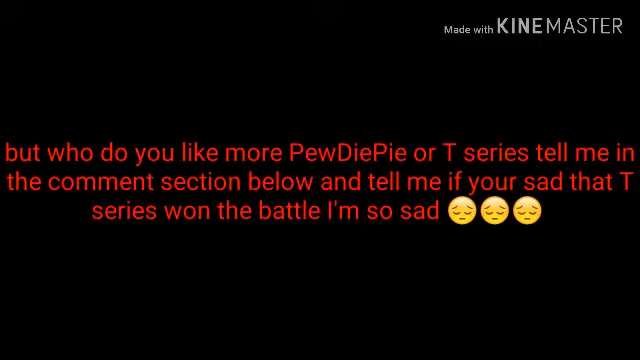 Made with KINEMASTER
but who do you like more PewDiePie or T series tell me in
the comment section below and tell me if your sad that T
series won the battle I'm so sad 😔😔😔